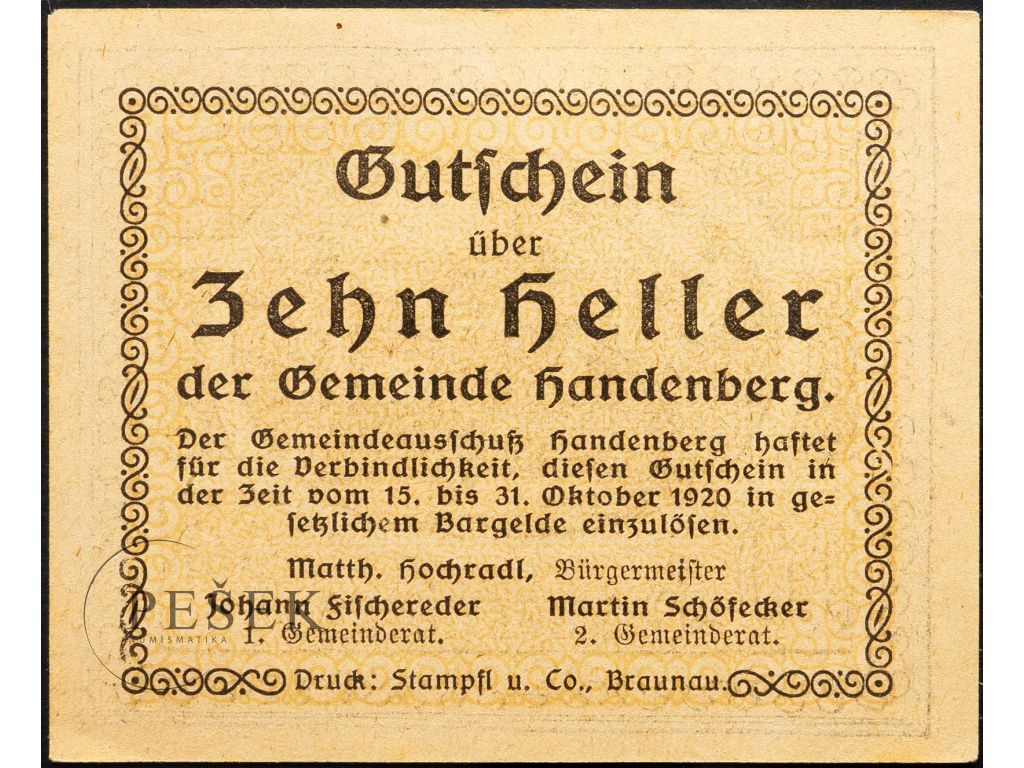 Gutschein
über
Zehn Heller
der Gemeinde Handenberg.
Der Gemeindeausschuß Handenberg haftet
für die Verbindlichkeit, diesen Gutschein in
der Zeit vom 15. bis 31. Oktober 1920 in ge=
setzlichem Bargelde einzulösen.
Matth. Hochradl, Bürgermeister
Johann Fischereder Martin Schöfecker
1. Gemeinderat. 2. Gemeinderat.
Druck: Stampfl u. Co., Braunau.
PEŠEK
NUMISMATIKA